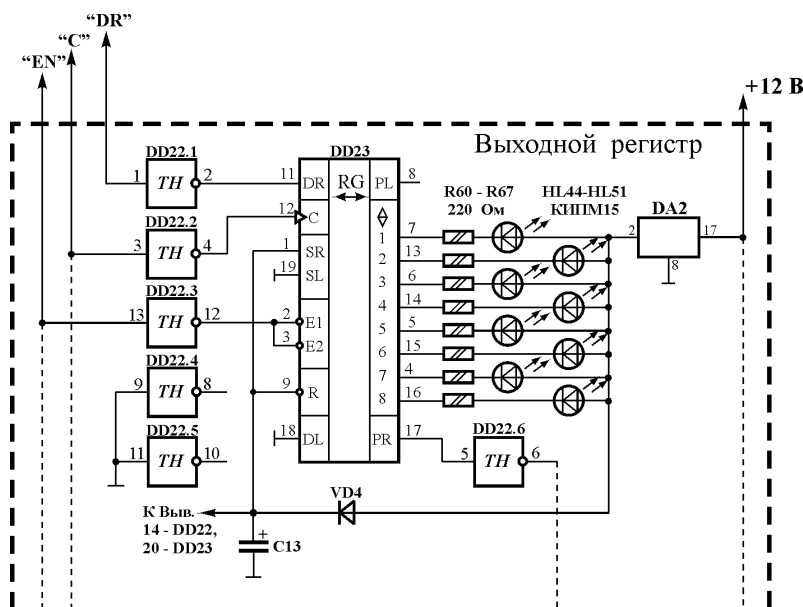 “DR”
“C”
“EN”
+12 В
Выходной регистр
DD22.1
1 TH 2
DD22.2
3 TH 4
DD22.3
13 TH 12
DD22.4
9 TH 8
DD22.5
11 TH 10
DD23
RG
11 DR
12 C
1 SR
19 SL
2 E1
3 E2
9 R
18 DL
PL 8
1 7
2 13
3 6
4 14
5 5
6 15
7 4
8 16
PR 17
R60 - R67
220 Ом
HL44-HL51
КИПМ15
DA2
2 17
8
DD22.6
5 TH 6
VD4
К Выв.
14 - DD22,
20 - DD23
+
C13